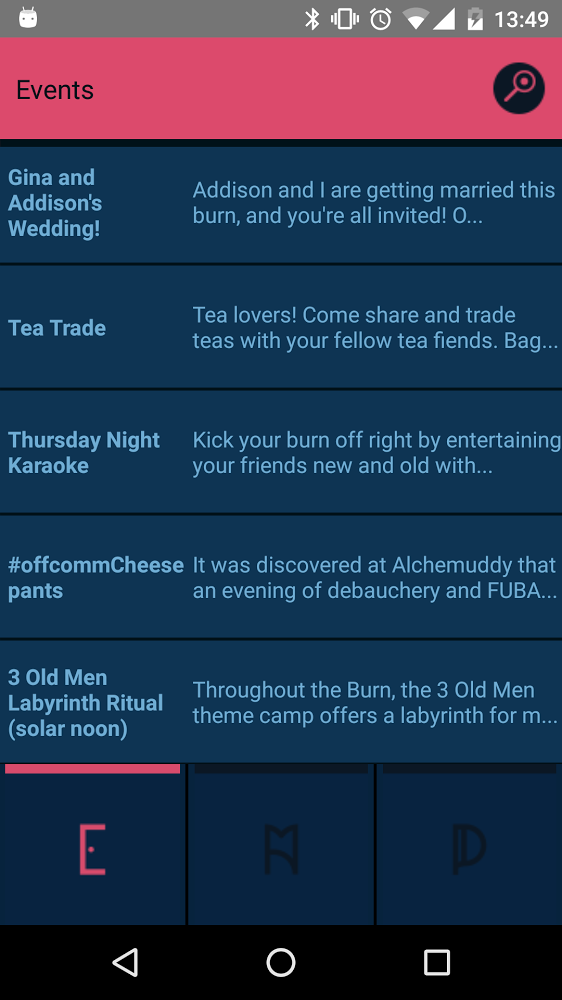 13:49
Events
Gina and
Addison's
Wedding!
Addison and I are getting married this
burn, and you're all invited! O...
Tea Trade
Tea lovers! Come share and trade
teas with your fellow tea fiends. Bag...
Thursday Night
Karaoke
Kick your burn off right by entertaining
your friends new and old with...
#offcommCheese
pants
It was discovered at Alchemuddy that
an evening of debauchery and FUBA...
3 Old Men
Labyrinth Ritual
(solar noon)
Throughout the Burn, the 3 Old Men
theme camp offers a labyrinth for m...
E M D